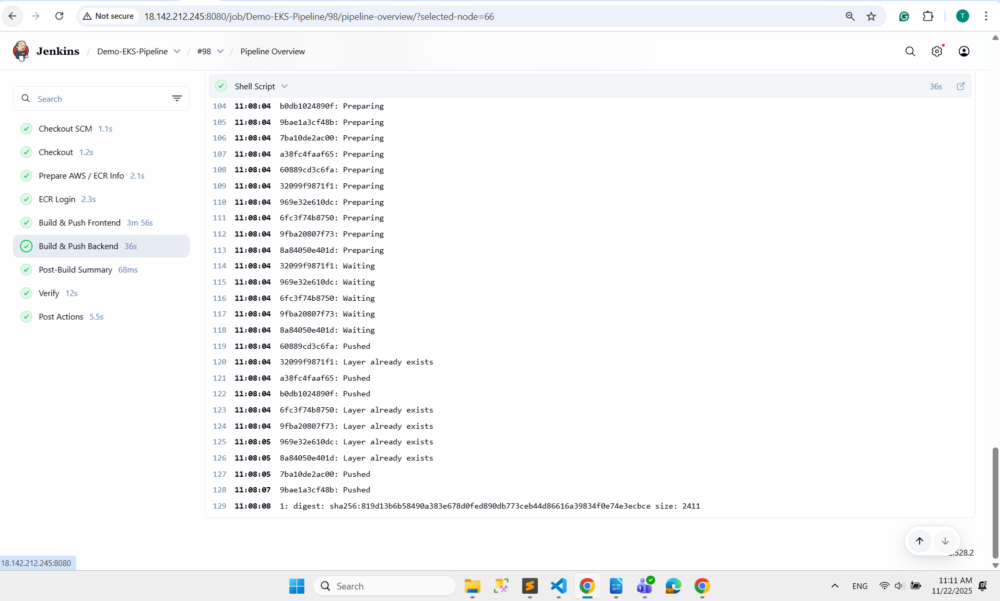 Not secure 18.142.212.245:8080/job/Demo-EKS-Pipeline/98/pipeline-overview/?selected-node=66
T
Jenkins / Demo-EKS-Pipeline / #98 / Pipeline Overview
Search
Checkout SCM 1.1s
Checkout 1.2s
Prepare AWS / ECR Info 2.1s
ECR Login 2.3s
Build & Push Frontend 3m 56s
Build & Push Backend 36s
Post-Build Summary 68ms
Verify 12s
Post Actions 5.5s
Shell Script 36s
104 11:08:04 b0db1024890f: Preparing
105 11:08:04 9bae1a3cf48b: Preparing
106 11:08:04 7ba10de2ac00: Preparing
107 11:08:04 a38fc4faaf65: Preparing
108 11:08:04 60889cd3c6fa: Preparing
109 11:08:04 32099f9871f1: Preparing
110 11:08:04 969e32e610dc: Preparing
111 11:08:04 6fc3f74b8750: Preparing
112 11:08:04 9fba20807f73: Preparing
113 11:08:04 8a84050e401d: Preparing
114 11:08:04 32099f9871f1: Waiting
115 11:08:04 969e32e610dc: Waiting
116 11:08:04 6fc3f74b8750: Waiting
117 11:08:04 9fba20807f73: Waiting
118 11:08:04 8a84050e401d: Waiting
119 11:08:04 60889cd3c6fa: Pushed
120 11:08:04 32099f9871f1: Layer already exists
121 11:08:04 a38fc4faaf65: Pushed
122 11:08:04 b0db1024890f: Pushed
123 11:08:04 6fc3f74b8750: Layer already exists
124 11:08:04 9fba20807f73: Layer already exists
125 11:08:05 969e32e610dc: Layer already exists
126 11:08:05 8a84050e401d: Layer already exists
127 11:08:05 7ba10de2ac00: Pushed
128 11:08:07 9bae1a3cf48b: Pushed
129 11:08:08 1: digest: sha256:819d13b6b58490a383e678d0fed890db773ceb44d86616a39834f0e74e3ecbce size: 2411
.528.2
18.142.212.245:8080
Search
ENG
11:11 AM
11/22/2025